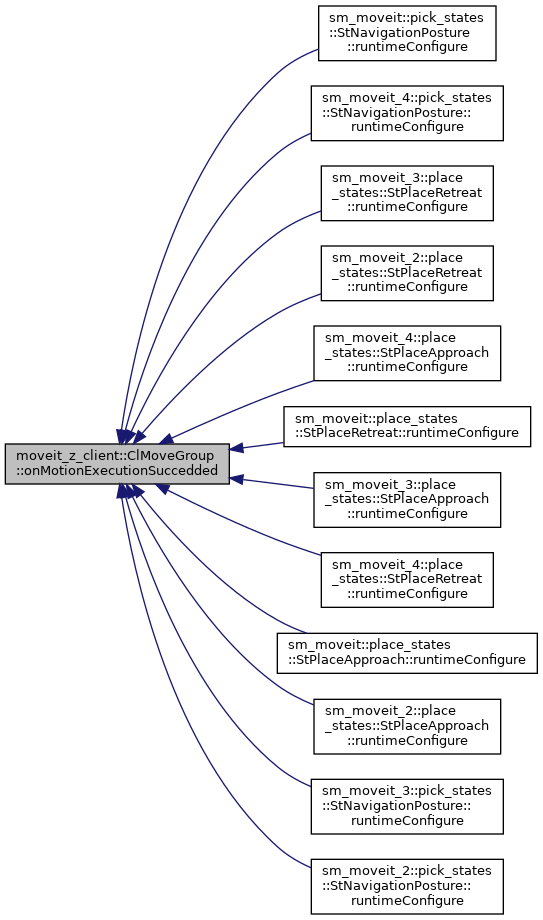 sm_moveit::pick_states
::StNavigationPosture
::runtimeConfigure
sm_moveit_4::pick_states
::StNavigationPosture::
runtimeConfigure
sm_moveit_3::place
_states::StPlaceRetreat
::runtimeConfigure
sm_moveit_2::place
_states::StPlaceRetreat
::runtimeConfigure
sm_moveit_4::place
_states::StPlaceApproach
::runtimeConfigure
sm_moveit::place_states
::StPlaceRetreat::runtimeConfigure
moveit_z_client::ClMoveGroup
::onMotionExecutionSuccedded
sm_moveit_3::place
_states::StPlaceApproach
::runtimeConfigure
sm_moveit_4::place
_states::StPlaceRetreat
::runtimeConfigure
sm_moveit::place_states
::StPlaceApproach::runtimeConfigure
sm_moveit_2::place
_states::StPlaceApproach
::runtimeConfigure
sm_moveit_3::pick_states
::StNavigationPosture::
runtimeConfigure
sm_moveit_2::pick_states
::StNavigationPosture::
runtimeConfigure